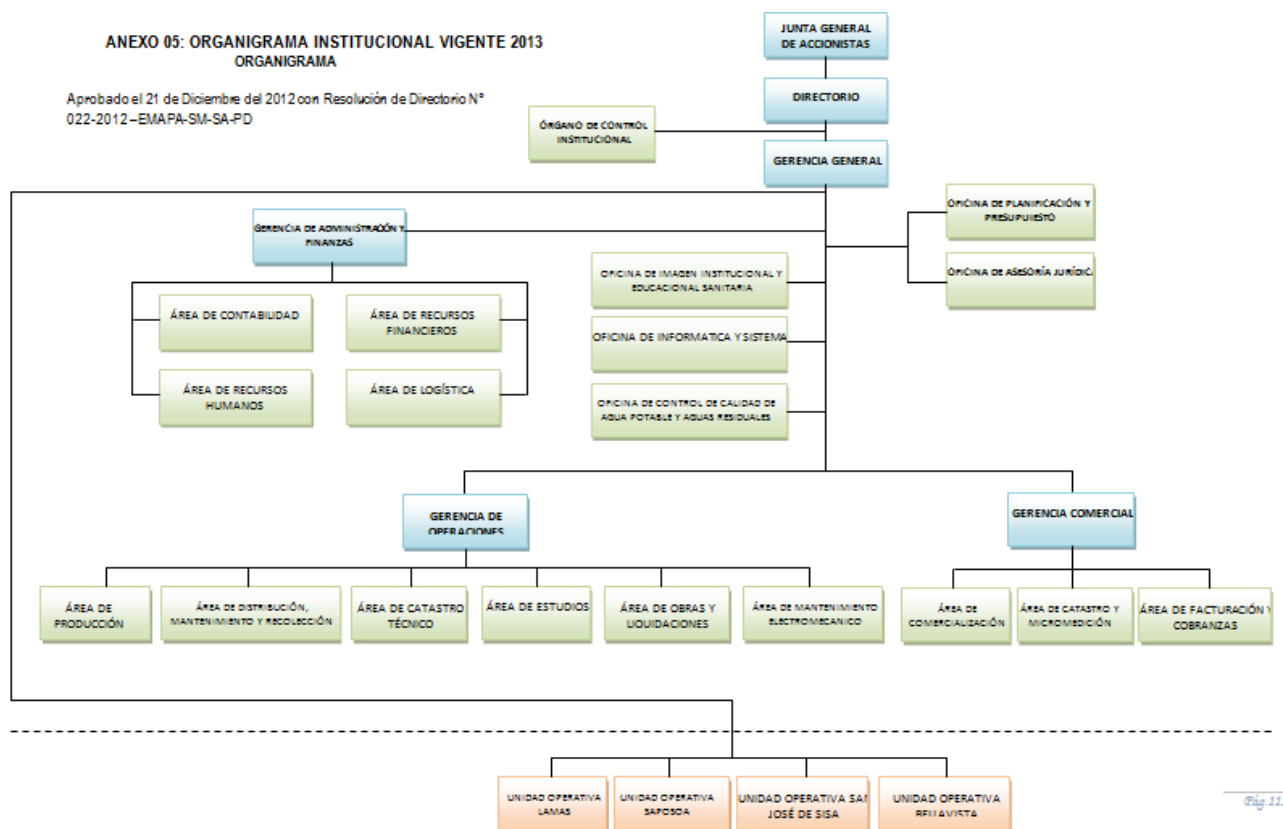 ANEXO 05: ORGANIGRAMA INSTITUCIONAL VIGENTE 2013
ORGANIGRAMA
Aprobado el 21 de Diciembre del 2012 con Resolución de Directorio N°
022-2012 –EMAPA-SM-SA-PD
JUNTA GENERAL
DE ACCIONISTAS
DIRECTORIO
ÓRGANO DE CONTROL
INSTITUCIONAL
GERENCIA GENERAL
OFICINA DE PLANIFICACIÓN Y
PRESUPUESTO
GERENCIA DE ADMINISTRACIÓN Y
FINANZAS
OFICINA DE ASESORÍA JURÍDICA
OFICINA DE IMAGEN INSTITUCIONAL Y
EDUCACIONAL SANITARIA
ÁREA DE CONTABILIDAD
ÁREA DE RECURSOS
FINANCIEROS
OFICINA DE INFORMATICA Y SISTEMA
ÁREA DE RECURSOS
HUMANOS
ÁREA DE LOGÍSTICA
OFICINA DE CONTROL DE CALIDAD DE
AGUA POTABLE Y AGUAS RESIDUALES
GERENCIA DE
OPERACIONES
GERENCIA COMERCIAL
ÁREA DE
PRODUCCIÓN
ÁREA DE DISTRIBUCIÓN,
MANTENIMIENTO Y RECOLECCIÓN
ÁREA DE CATASTRO
TÉCNICO
ÁREA DE ESTUDIOS
ÁREA DE OBRAS Y
LIQUIDACIONES
ÁREA DE MANTENIMIENTO
ELECTROMECANICO
ÁREA DE
COMERCIALIZACIÓN
ÁREA DE CATASTRO Y
MICROMEDICIÓN
ÁREA DE FACTURACIÓN Y
COBRANZAS
UNIDAD OPERATIVA
LAMAS
UNIDAD OPERATIVA
SAPOSOA
UNIDAD OPERATIVA SAN
JOSÉ DE SISA
UNIDAD OPERATIVA
BELLAVISTA
Pág.11